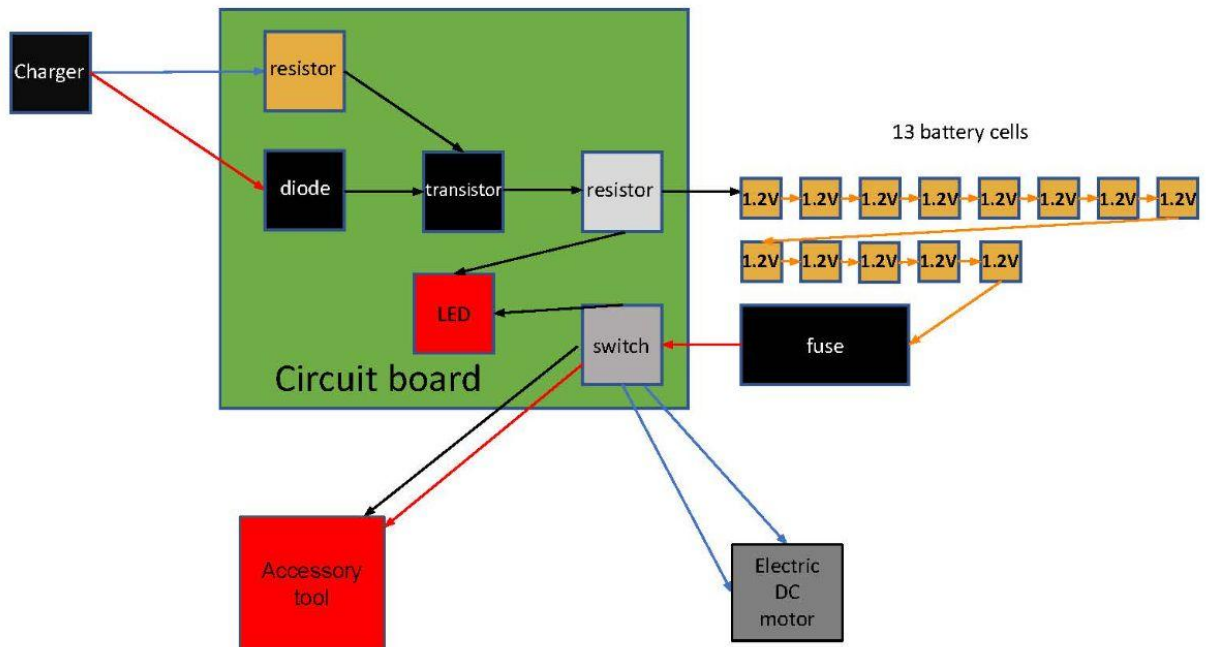 Charger
resistor
13 battery cells
diode
transistor
resistor
1.2V 1.2V 1.2V 1.2V 1.2V 1.2V 1.2V 1.2V
1.2V 1.2V 1.2V 1.2V 1.2V
LED
switch
fuse
Circuit board
Accessory
tool
Electric
DC
motor